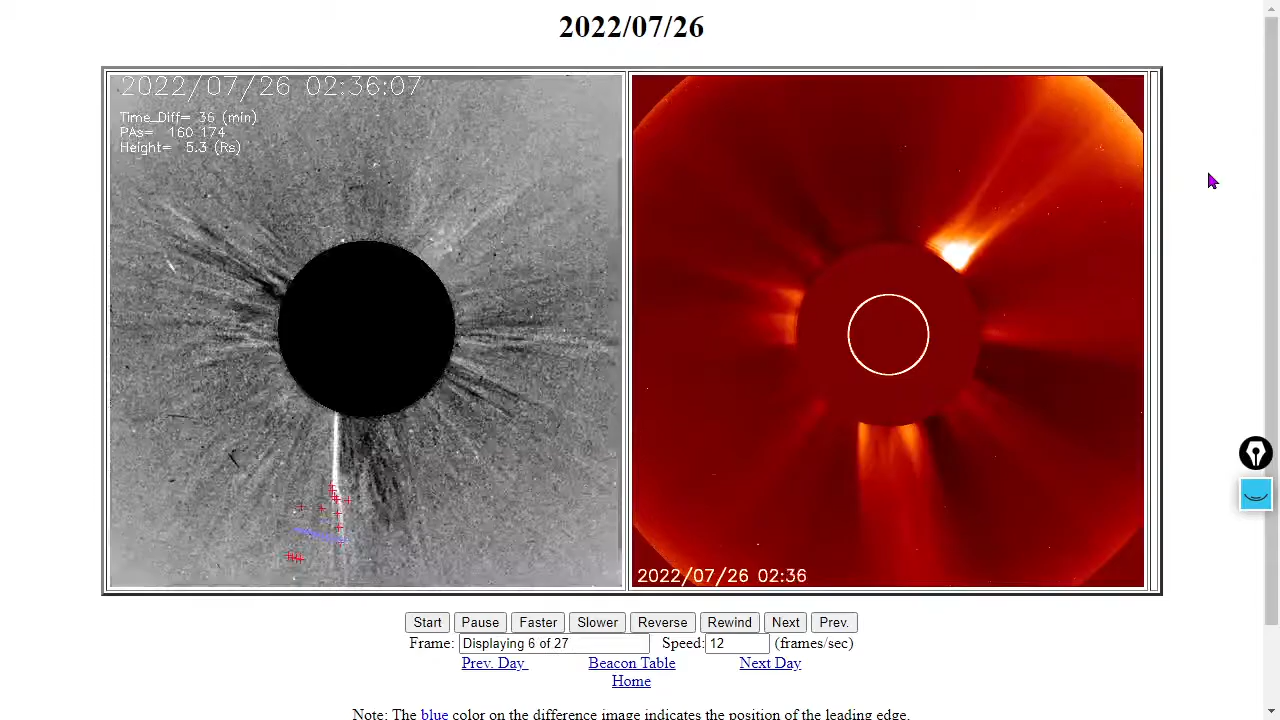 2022/07/26
2022/07/26 02:36:07
Time_Diff= 36 (min)
PAs= 160 174
Height= 5.3 (Rs)
2022/07/26 02:36
Start Pause Faster Slower Reverse Rewind Next Prev.
Frame: Displaying 6 of 27 Speed: 12 (frames/sec)
Prev. Day Beacon Table Next Day
Home
Note: The blue color on the difference image indicates the position of the leading edge.